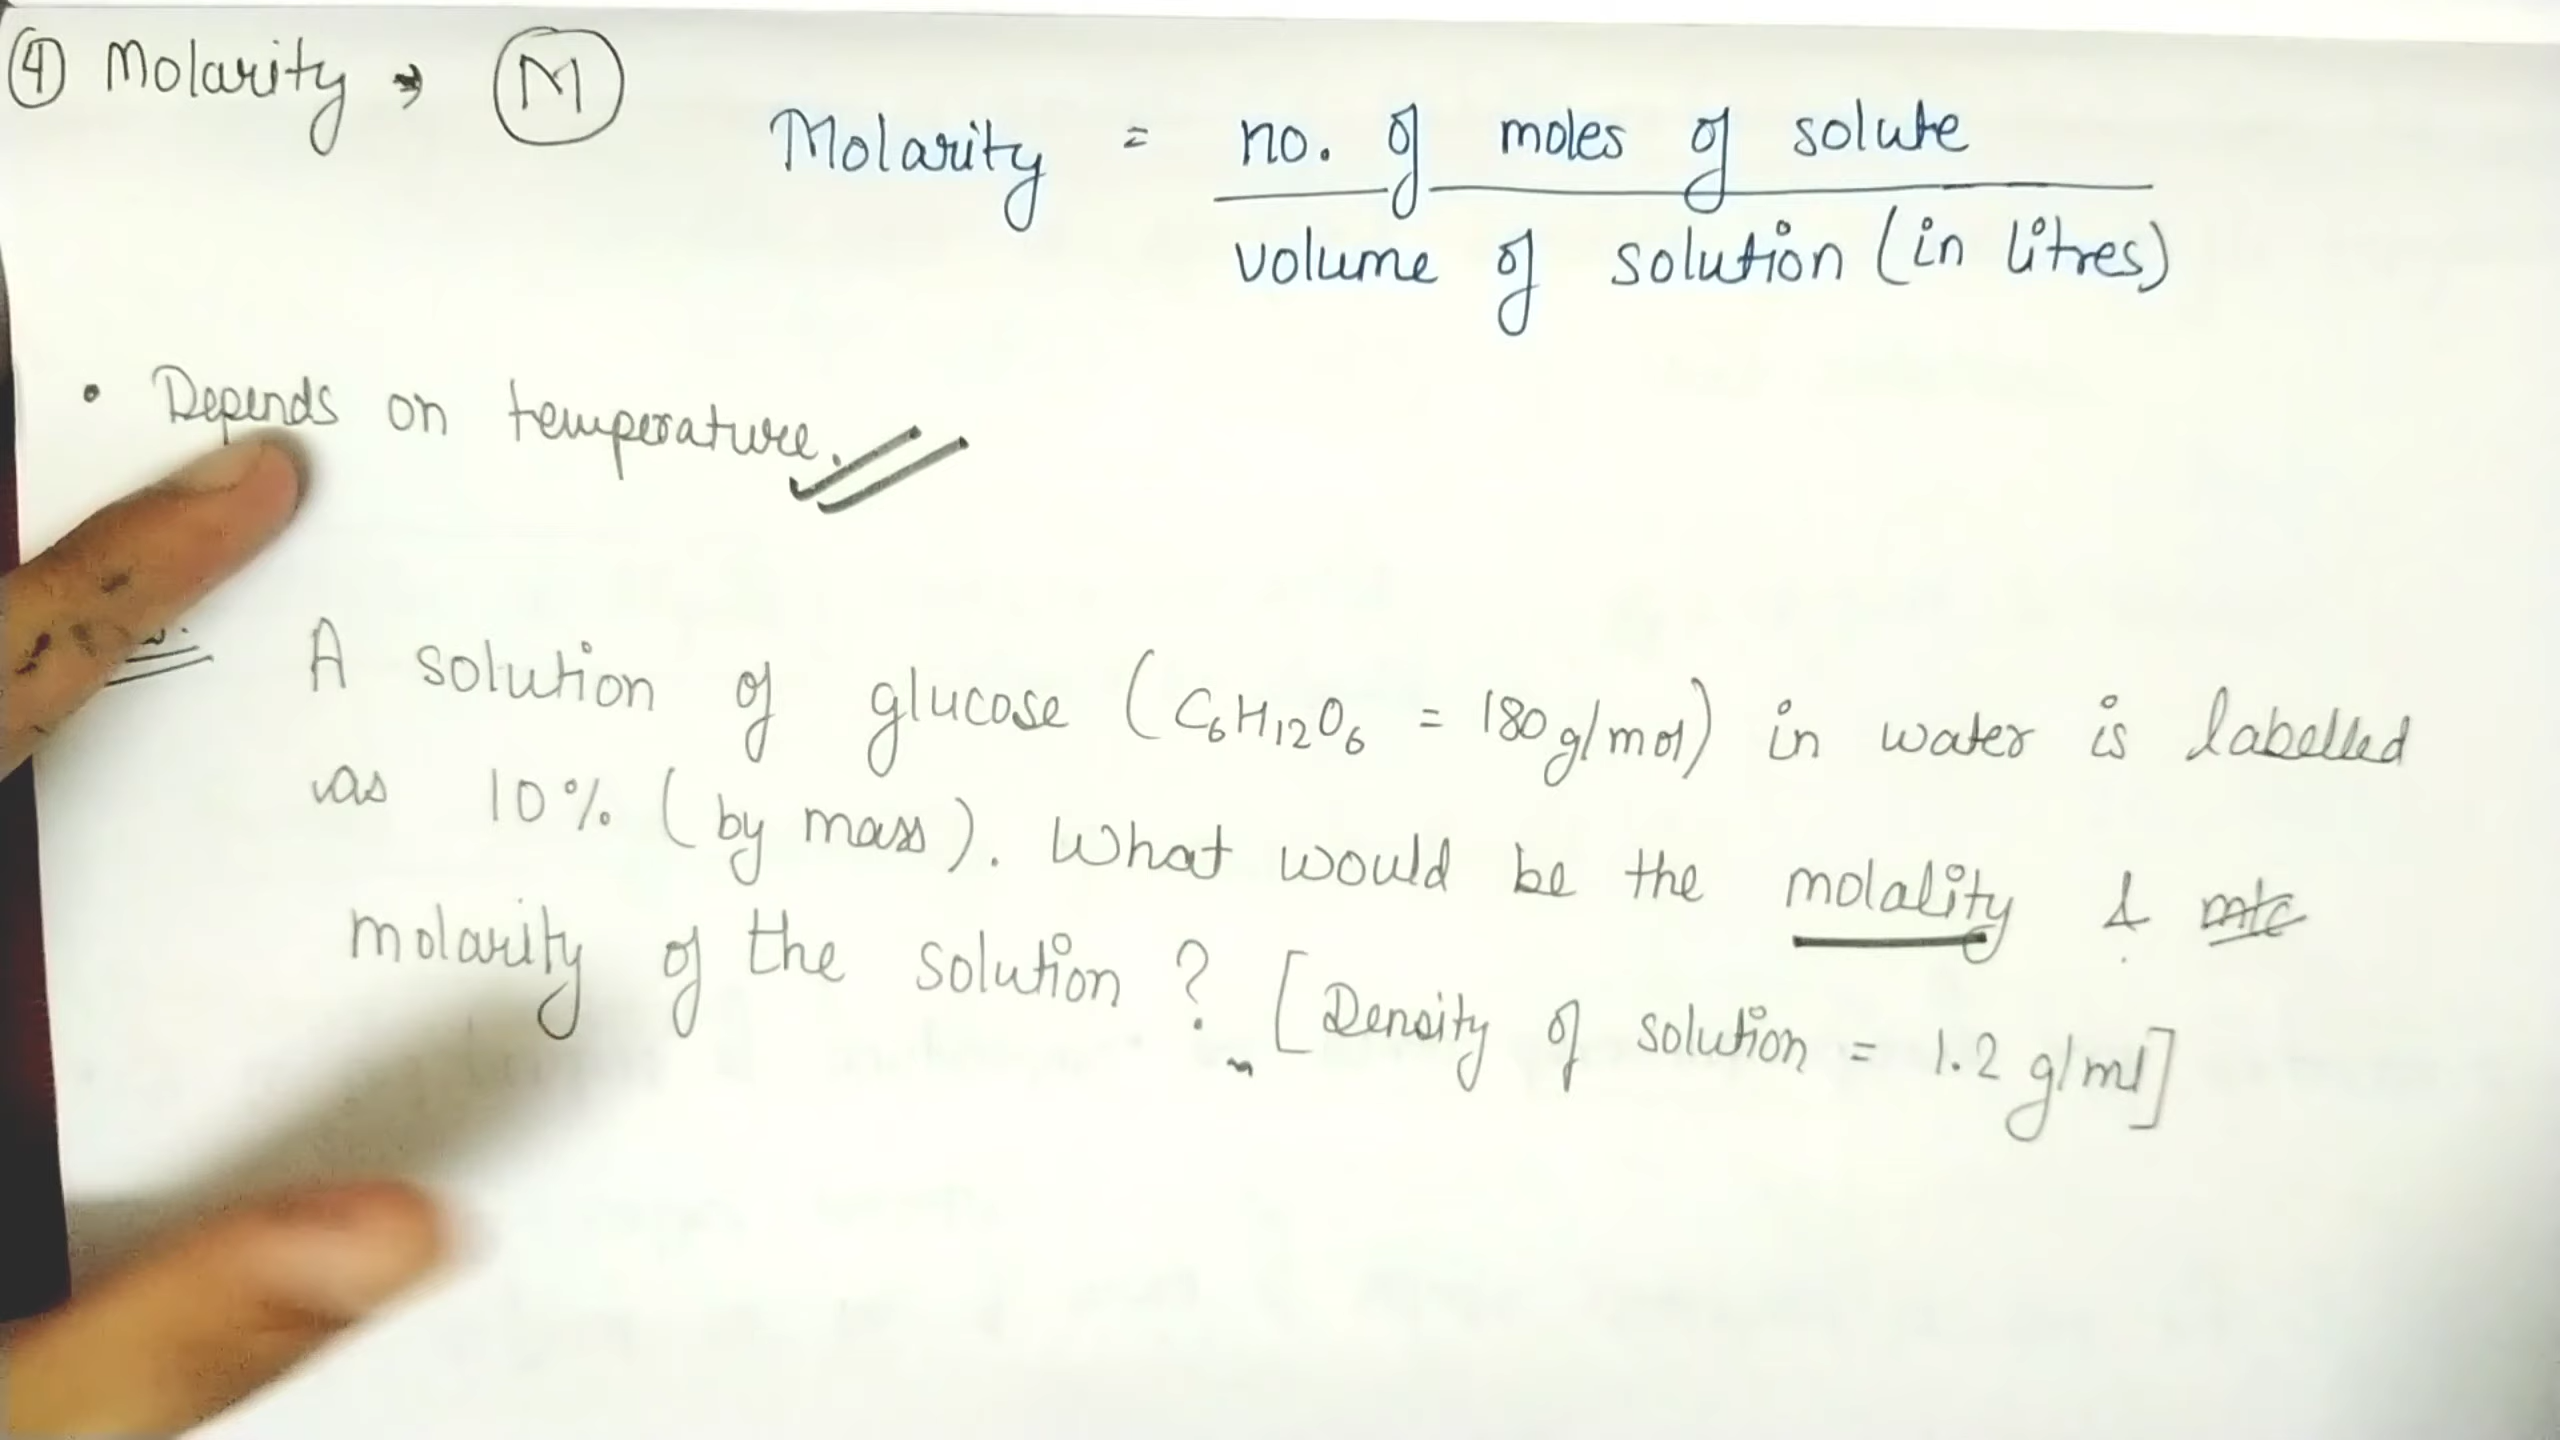 ④ Molarity → M
Molarity = no. of moles of solute
volume of solution (in litres)
• Depends on temperature.
A solution of glucose (C₆H₁₂O₆ = 180 g/mol) in water is labelled
as 10% (by mass). What would be the molality &
molarity of the solution? [Density of solution = 1.2 g/ml]